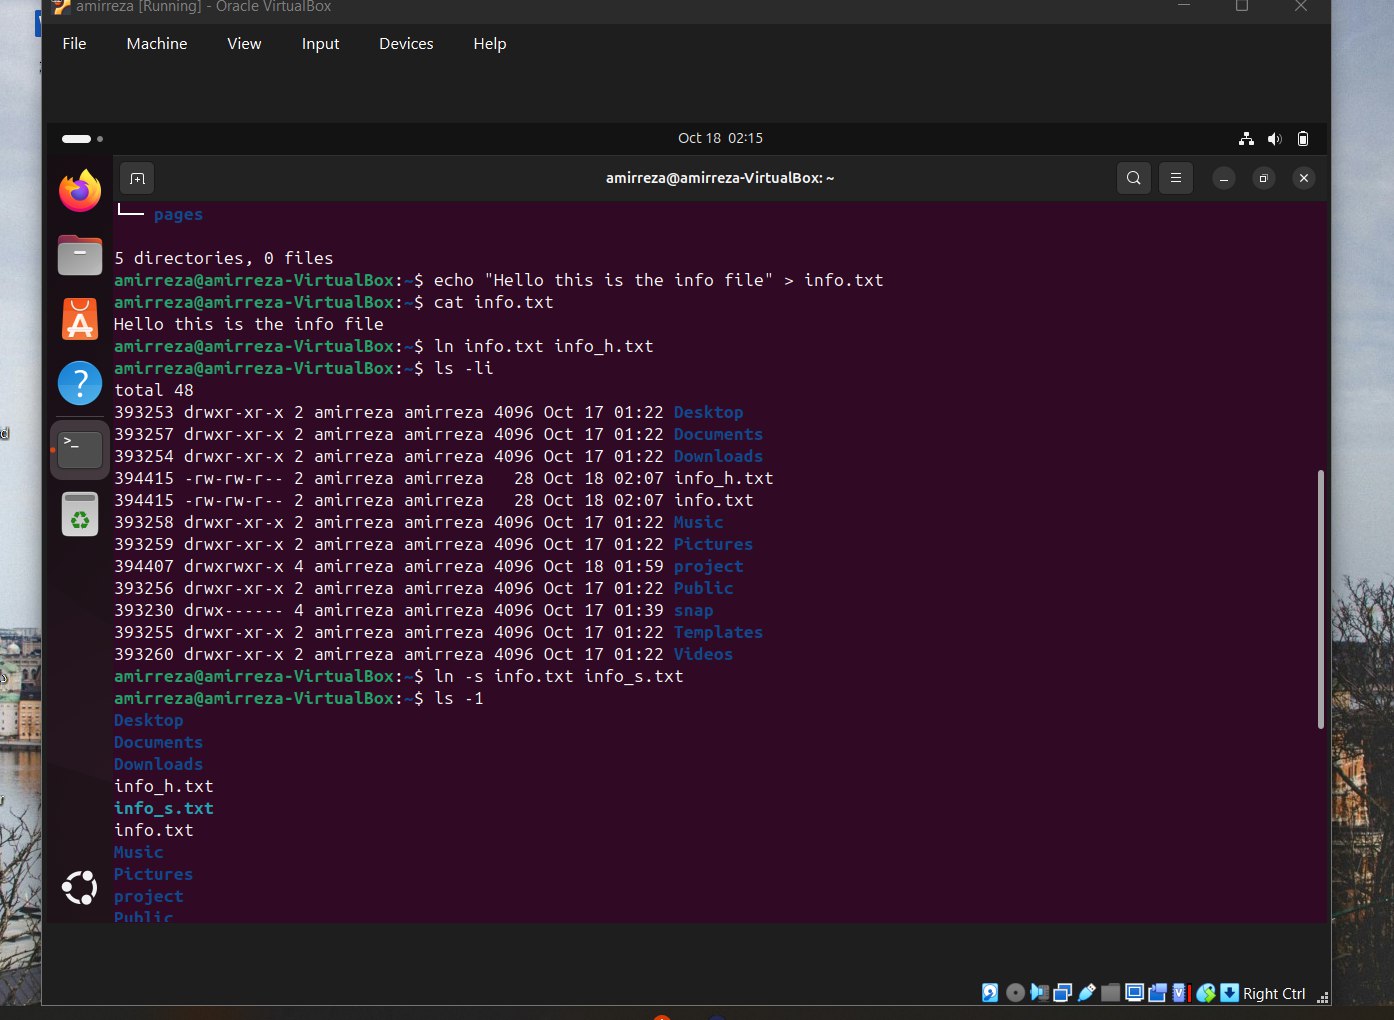 amirreza [Running] - Oracle VirtualBox
File Machine View Input Devices Help
Oct 18 02:15
amirreza@amirreza-VirtualBox: ~
└── pages
5 directories, 0 files
amirreza@amirreza-VirtualBox:~$ echo "Hello this is the info file" > info.txt
amirreza@amirreza-VirtualBox:~$ cat info.txt
Hello this is the info file
amirreza@amirreza-VirtualBox:~$ ln info.txt info_h.txt
amirreza@amirreza-VirtualBox:~$ ls -li
total 48
393253 drwxr-xr-x 2 amirreza amirreza 4096 Oct 17 01:22 Desktop
393257 drwxr-xr-x 2 amirreza amirreza 4096 Oct 17 01:22 Documents
393254 drwxr-xr-x 2 amirreza amirreza 4096 Oct 17 01:22 Downloads
394415 -rw-rw-r-- 2 amirreza amirreza   28 Oct 18 02:07 info_h.txt
394415 -rw-rw-r-- 2 amirreza amirreza   28 Oct 18 02:07 info.txt
393258 drwxr-xr-x 2 amirreza amirreza 4096 Oct 17 01:22 Music
393259 drwxr-xr-x 2 amirreza amirreza 4096 Oct 17 01:22 Pictures
394407 drwxrwxr-x 4 amirreza amirreza 4096 Oct 18 01:59 project
393256 drwxr-xr-x 2 amirreza amirreza 4096 Oct 17 01:22 Public
393230 drwx------ 4 amirreza amirreza 4096 Oct 17 01:39 snap
393255 drwxr-xr-x 2 amirreza amirreza 4096 Oct 17 01:22 Templates
393260 drwxr-xr-x 2 amirreza amirreza 4096 Oct 17 01:22 Videos
amirreza@amirreza-VirtualBox:~$ ln -s info.txt info_s.txt
amirreza@amirreza-VirtualBox:~$ ls -1
Desktop
Documents
Downloads
info_h.txt
info_s.txt
info.txt
Music
Pictures
project
Public
Right Ctrl